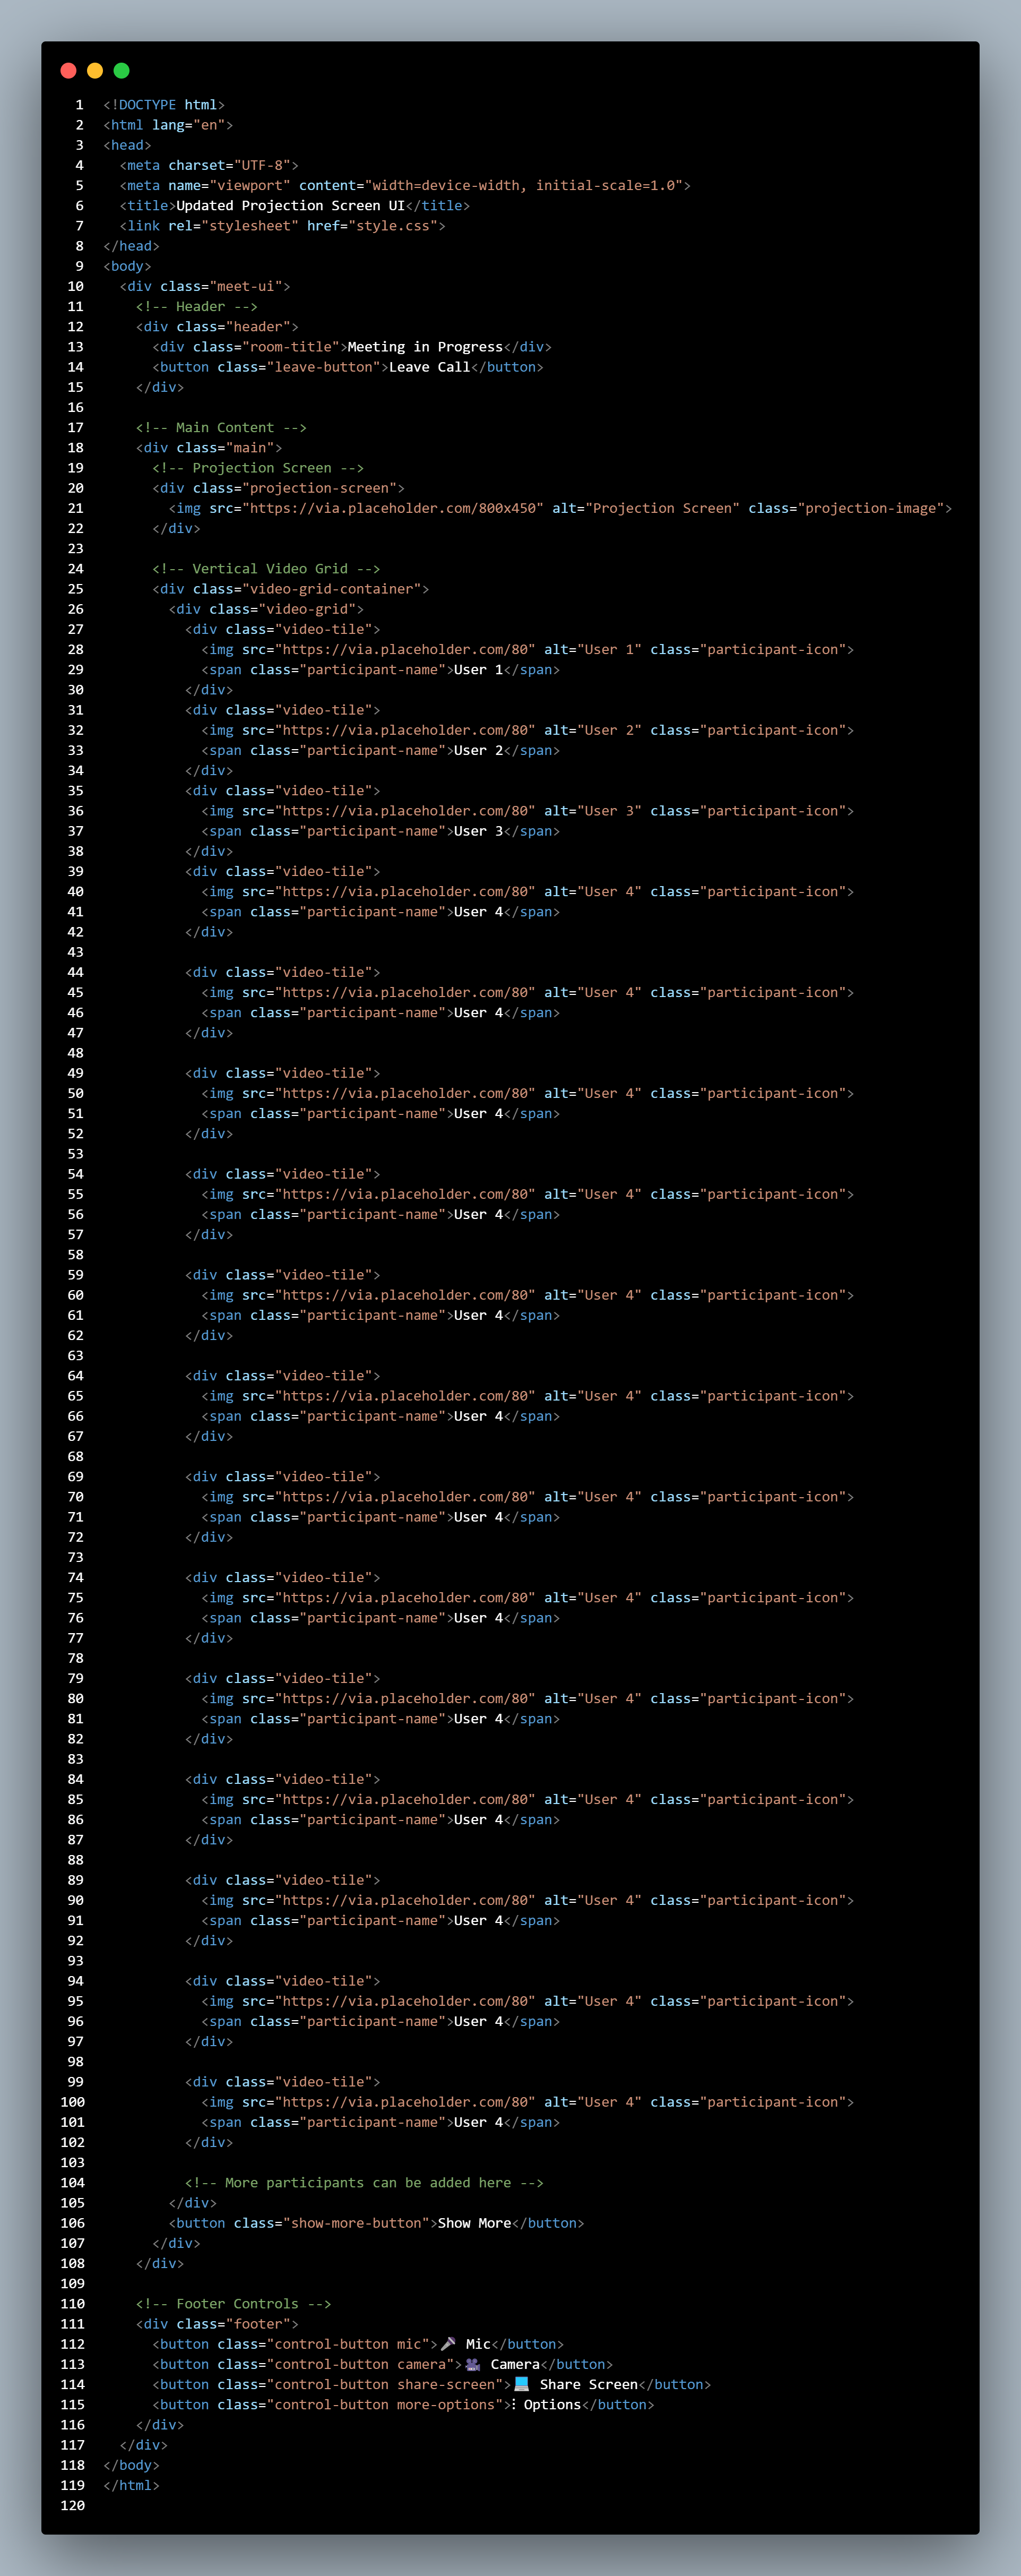 1 <!DOCTYPE html>
2 <html lang="en">
3 <head>
4   <meta charset="UTF-8">
5   <meta name="viewport" content="width=device-width, initial-scale=1.0">
6   <title>Updated Projection Screen UI</title>
7   <link rel="stylesheet" href="style.css">
8 </head>
9 <body>
10   <div class="meet-ui">
11     <!-- Header -->
12     <div class="header">
13       <div class="room-title">Meeting in Progress</div>
14       <button class="leave-button">Leave Call</button>
15     </div>
16
17     <!-- Main Content -->
18     <div class="main">
19       <!-- Projection Screen -->
20       <div class="projection-screen">
21         <img src="https://via.placeholder.com/800x450" alt="Projection Screen" class="projection-image">
22       </div>
23
24       <!-- Vertical Video Grid -->
25       <div class="video-grid-container">
26         <div class="video-grid">
27           <div class="video-tile">
28             <img src="https://via.placeholder.com/80" alt="User 1" class="participant-icon">
29             <span class="participant-name">User 1</span>
30           </div>
31           <div class="video-tile">
32             <img src="https://via.placeholder.com/80" alt="User 2" class="participant-icon">
33             <span class="participant-name">User 2</span>
34           </div>
35           <div class="video-tile">
36             <img src="https://via.placeholder.com/80" alt="User 3" class="participant-icon">
37             <span class="participant-name">User 3</span>
38           </div>
39           <div class="video-tile">
40             <img src="https://via.placeholder.com/80" alt="User 4" class="participant-icon">
41             <span class="participant-name">User 4</span>
42           </div>
43
44           <div class="video-tile">
45             <img src="https://via.placeholder.com/80" alt="User 4" class="participant-icon">
46             <span class="participant-name">User 4</span>
47           </div>
48
49           <div class="video-tile">
50             <img src="https://via.placeholder.com/80" alt="User 4" class="participant-icon">
51             <span class="participant-name">User 4</span>
52           </div>
53
54           <div class="video-tile">
55             <img src="https://via.placeholder.com/80" alt="User 4" class="participant-icon">
56             <span class="participant-name">User 4</span>
57           </div>
58
59           <div class="video-tile">
60             <img src="https://via.placeholder.com/80" alt="User 4" class="participant-icon">
61             <span class="participant-name">User 4</span>
62           </div>
63
64           <div class="video-tile">
65             <img src="https://via.placeholder.com/80" alt="User 4" class="participant-icon">
66             <span class="participant-name">User 4</span>
67           </div>
68
69           <div class="video-tile">
70             <img src="https://via.placeholder.com/80" alt="User 4" class="participant-icon">
71             <span class="participant-name">User 4</span>
72           </div>
73
74           <div class="video-tile">
75             <img src="https://via.placeholder.com/80" alt="User 4" class="participant-icon">
76             <span class="participant-name">User 4</span>
77           </div>
78
79           <div class="video-tile">
80             <img src="https://via.placeholder.com/80" alt="User 4" class="participant-icon">
81             <span class="participant-name">User 4</span>
82           </div>
83
84           <div class="video-tile">
85             <img src="https://via.placeholder.com/80" alt="User 4" class="participant-icon">
86             <span class="participant-name">User 4</span>
87           </div>
88
89           <div class="video-tile">
90             <img src="https://via.placeholder.com/80" alt="User 4" class="participant-icon">
91             <span class="participant-name">User 4</span>
92           </div>
93
94           <div class="video-tile">
95             <img src="https://via.placeholder.com/80" alt="User 4" class="participant-icon">
96             <span class="participant-name">User 4</span>
97           </div>
98
99           <div class="video-tile">
100             <img src="https://via.placeholder.com/80" alt="User 4" class="participant-icon">
101             <span class="participant-name">User 4</span>
102           </div>
103
104           <!-- More participants can be added here -->
105         </div>
106         <button class="show-more-button">Show More</button>
107       </div>
108     </div>
109
110     <!-- Footer Controls -->
111     <div class="footer">
112       <button class="control-button mic">🎤 Mic</button>
113       <button class="control-button camera">🎥 Camera</button>
114       <button class="control-button share-screen">💻 Share Screen</button>
115       <button class="control-button more-options">⋮ Options</button>
116     </div>
117   </div>
118 </body>
119 </html>
120